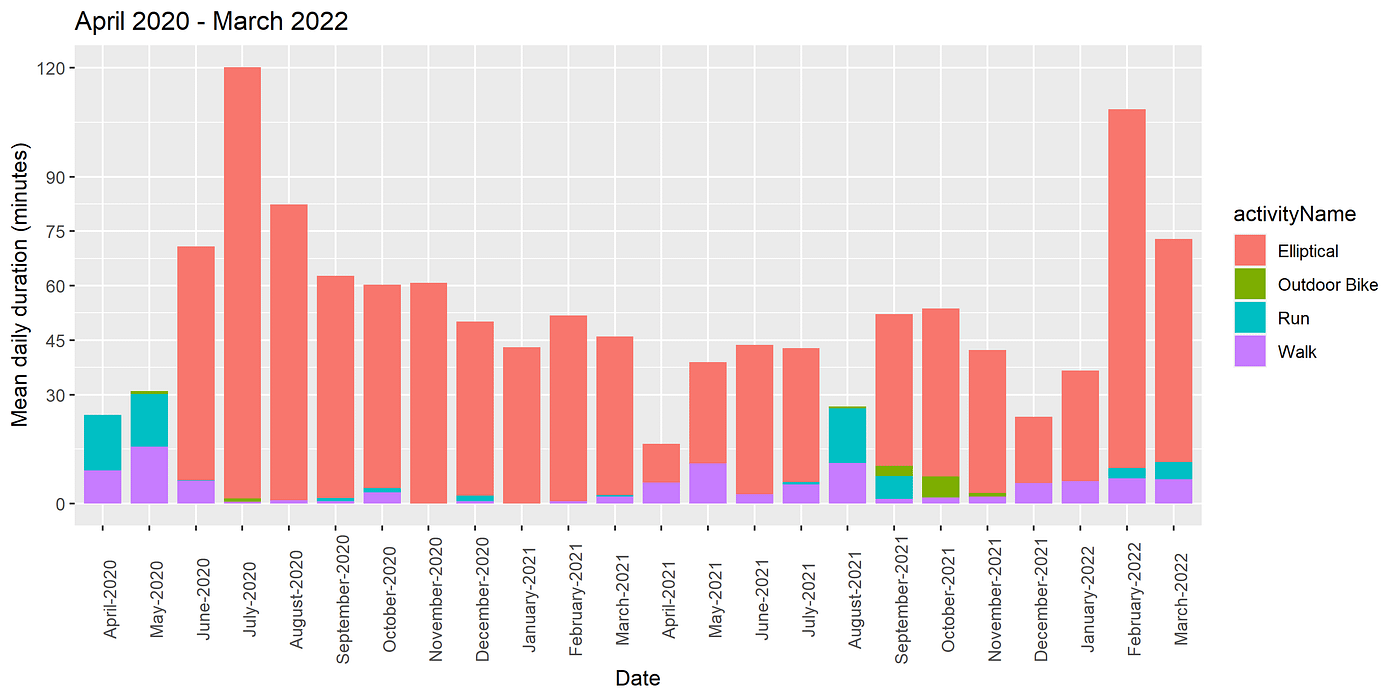 April 2020 - March 2022
Mean daily duration (minutes)
120
90
75
60
45
30
0
April-2020
May-2020
June-2020
July-2020
August-2020
September-2020
October-2020
November-2020
December-2020
January-2021
February-2021
March-2021
April-2021
May-2021
June-2021
July-2021
August-2021
September-2021
October-2021
November-2021
December-2021
January-2022
February-2022
March-2022
Date
activityName
Elliptical
Outdoor Bike
Run
Walk